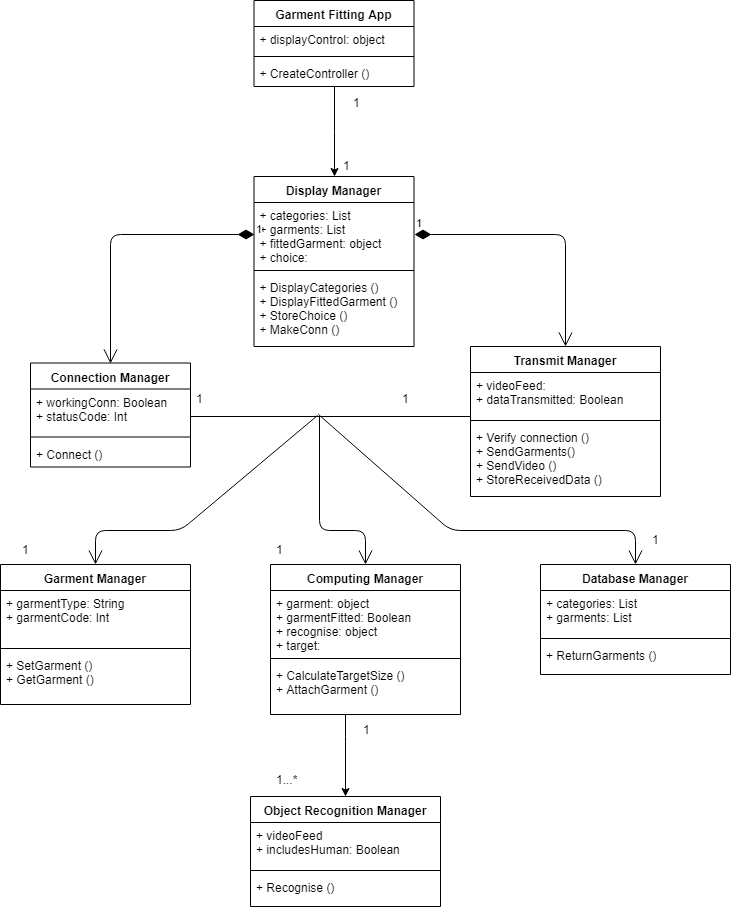 Garment Fitting App
+ displayControl: object
+ CreateController ()
1
1
Display Manager
+ categories: List
1
+ garments: List
1
+ fittedGarment: object
+ choice:
+ DisplayCategories ()
+ DisplayFittedGarment ()
+ StoreChoice ()
+ MakeConn ()
Connection Manager
+ workingConn: Boolean
+ statusCode: Int
+ Connect ()
Transmit Manager
+ videoFeed:
+ dataTransmitted: Boolean
+ Verify connection ()
+ SendGarments()
+ SendVideo ()
+ StoreReceivedData ()
1
1
1
1
1
Garment Manager
+ garmentType: String
+ garmentCode: Int
+ SetGarment ()
+ GetGarment ()
Computing Manager
+ garment: object
+ garmentFitted: Boolean
+ recognise: object
+ target:
+ CalculateTargetSize ()
+ AttachGarment ()
Database Manager
+ categories: List
+ garments: List
+ ReturnGarments ()
1
1...*
Object Recognition Manager
+ videoFeed
+ includesHuman: Boolean
+ Recognise ()